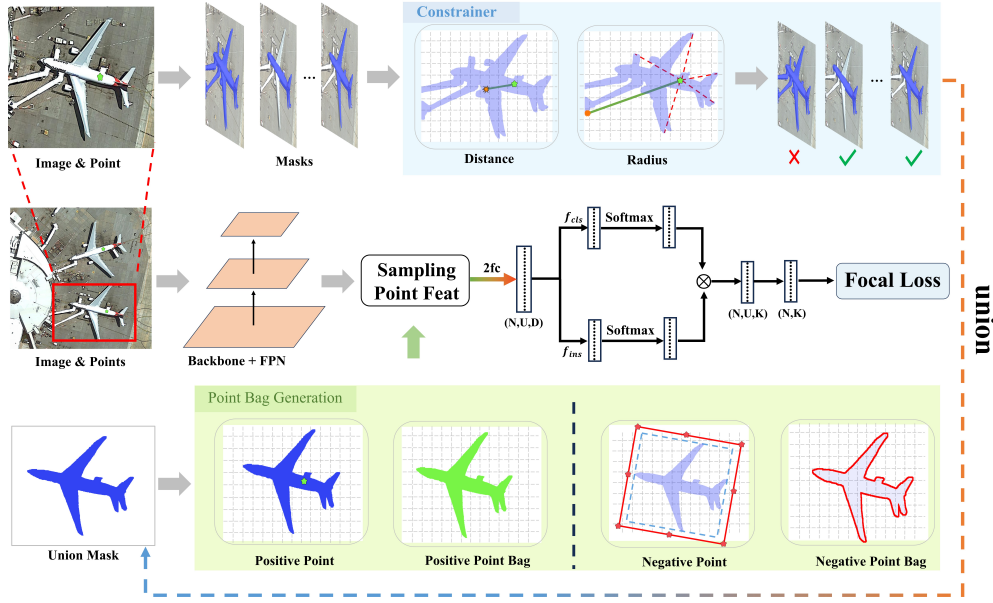 Constrainer
...
...
Image & Point
Masks
Distance
Radius
f_cls
Softmax
Sampling
Point Feat
2fc
(N,U,D)
(N,U,K)
(N,K)
Focal Loss
f_ins
Softmax
Image & Points
Backbone + FPN
union
Point Bag Generation
Union Mask
Positive Point
Positive Point Bag
Negative Point
Negative Point Bag